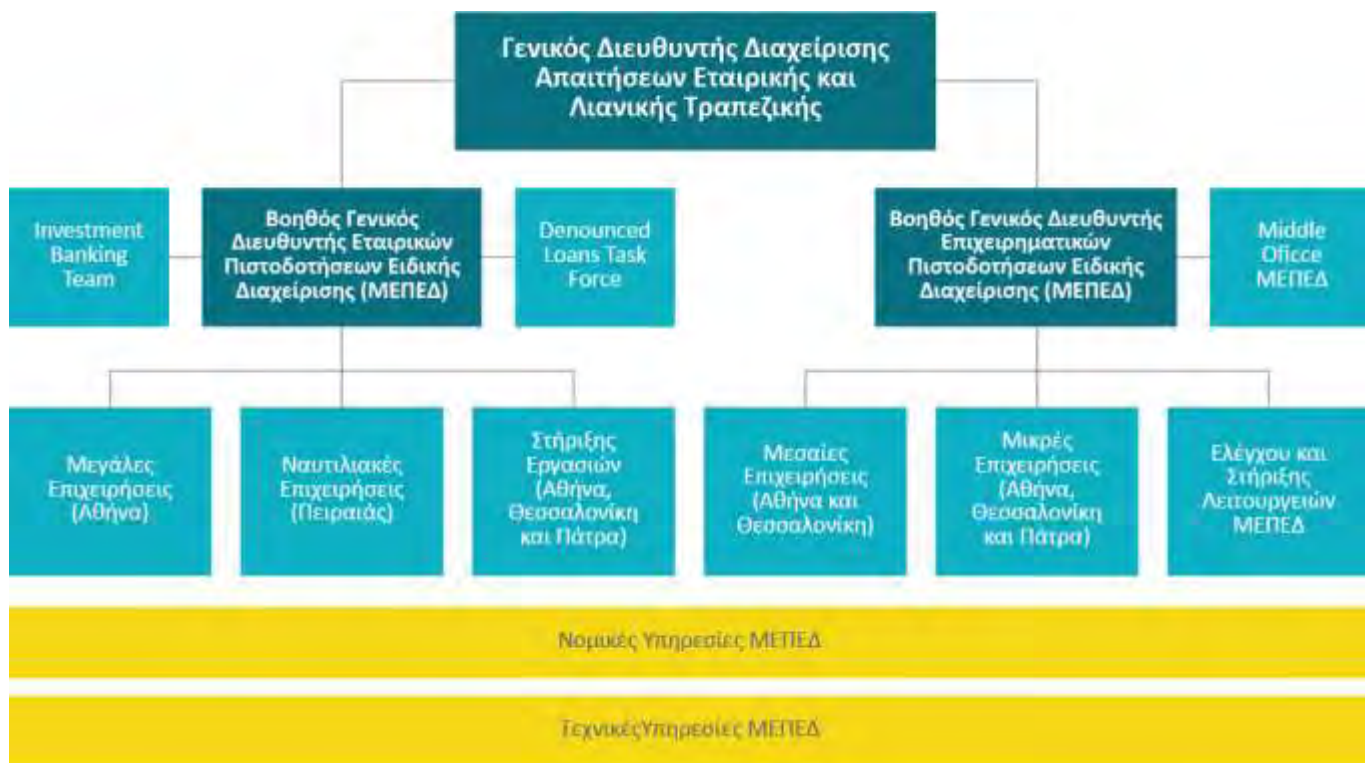 Γενικός Διευθυντής Διαχείρισης
Απαιτήσεων Εταιρικής και
Λιανικής Τραπεζικής
Investment
Banking
Team
Βοηθός Γενικός
Διευθυντής Εταιρικών
Πιστοδοτήσεων Ειδικής
Διαχείρισης (ΜΕΠΕΔ)
Denounced
Loans Task
Force
Βοηθός Γενικός Διευθυντής
Επιχειρηματικών
Πιστοδοτήσεων Ειδικής
Διαχείρισης (ΜΕΠΕΔ)
Middle
Oficce
ΜΕΠΕΔ
Μεγάλες
Επιχειρήσεις
(Αθήνα)
Ναυτιλιακές
Επιχειρήσεις
(Πειραιάς)
Στήριξης
Εργασιών
(Αθήνα,
Θεσσαλονίκη
και Πάτρα)
Μεσαίες
Επιχειρήσεις
(Αθήνα και
Θεσσαλονίκη)
Μικρές
Επιχειρήσεις
(Αθήνα,
Θεσσαλονίκη
και Πάτρα)
Ελέγχου και
Στήριξης
Λειτουργειών
ΜΕΠΕΔ
Νομικές Υπηρεσίες ΜΕΠΕΔ
ΤεχνικέςΥπηρεσίες ΜΕΠΕΔ